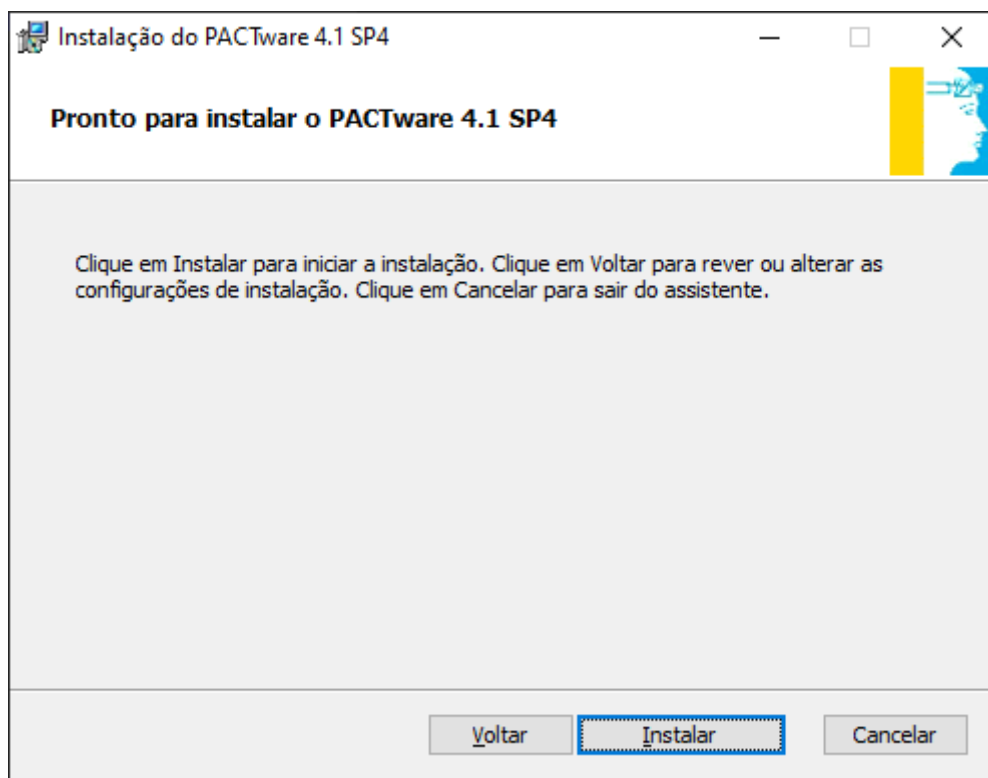 Instalação do PACTware 4.1 SP4
Pronto para instalar o PACTware 4.1 SP4
Clique em Instalar para iniciar a instalação. Clique em Voltar para rever ou alterar as
configurações de instalação. Clique em Cancelar para sair do assistente.
Voltar Instalar Cancelar